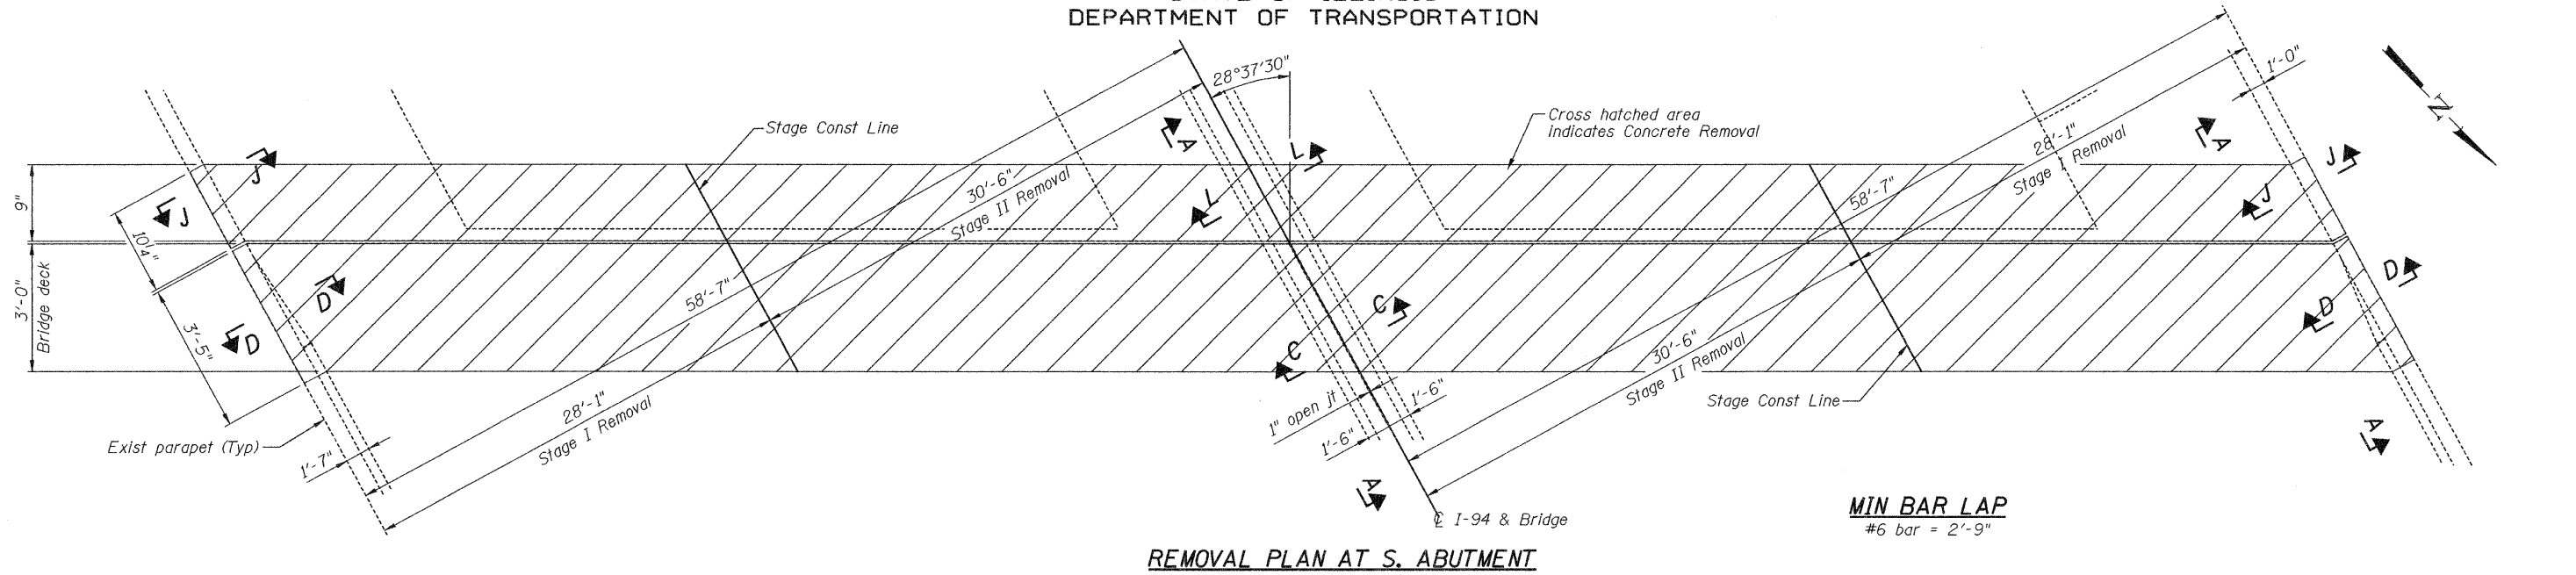 DEPARTMENT OF TRANSPORTATION
28°37'30"
1'-0"
N
Stage Const Line
Cross hatched area
indicates Concrete Removal
A
L
A
J
J
28'-1"
Stage I Removal
9"
J
30'-6"
Stage II Removal
L
58'-7"
J
10 1/4"
D
D
3'-0"
Bridge deck
58'-7"
C
D
D
3'-5"
C
30'-6"
Stage II Removal
28'-1"
Stage I Removal
1" open jt
1'-6"
1'-6"
Stage Const Line
Exist parapet (Typ)
1'-7"
A
A
℄ I-94 & Bridge
MIN BAR LAP
#6 bar = 2'-9"
REMOVAL PLAN AT S. ABUTMENT